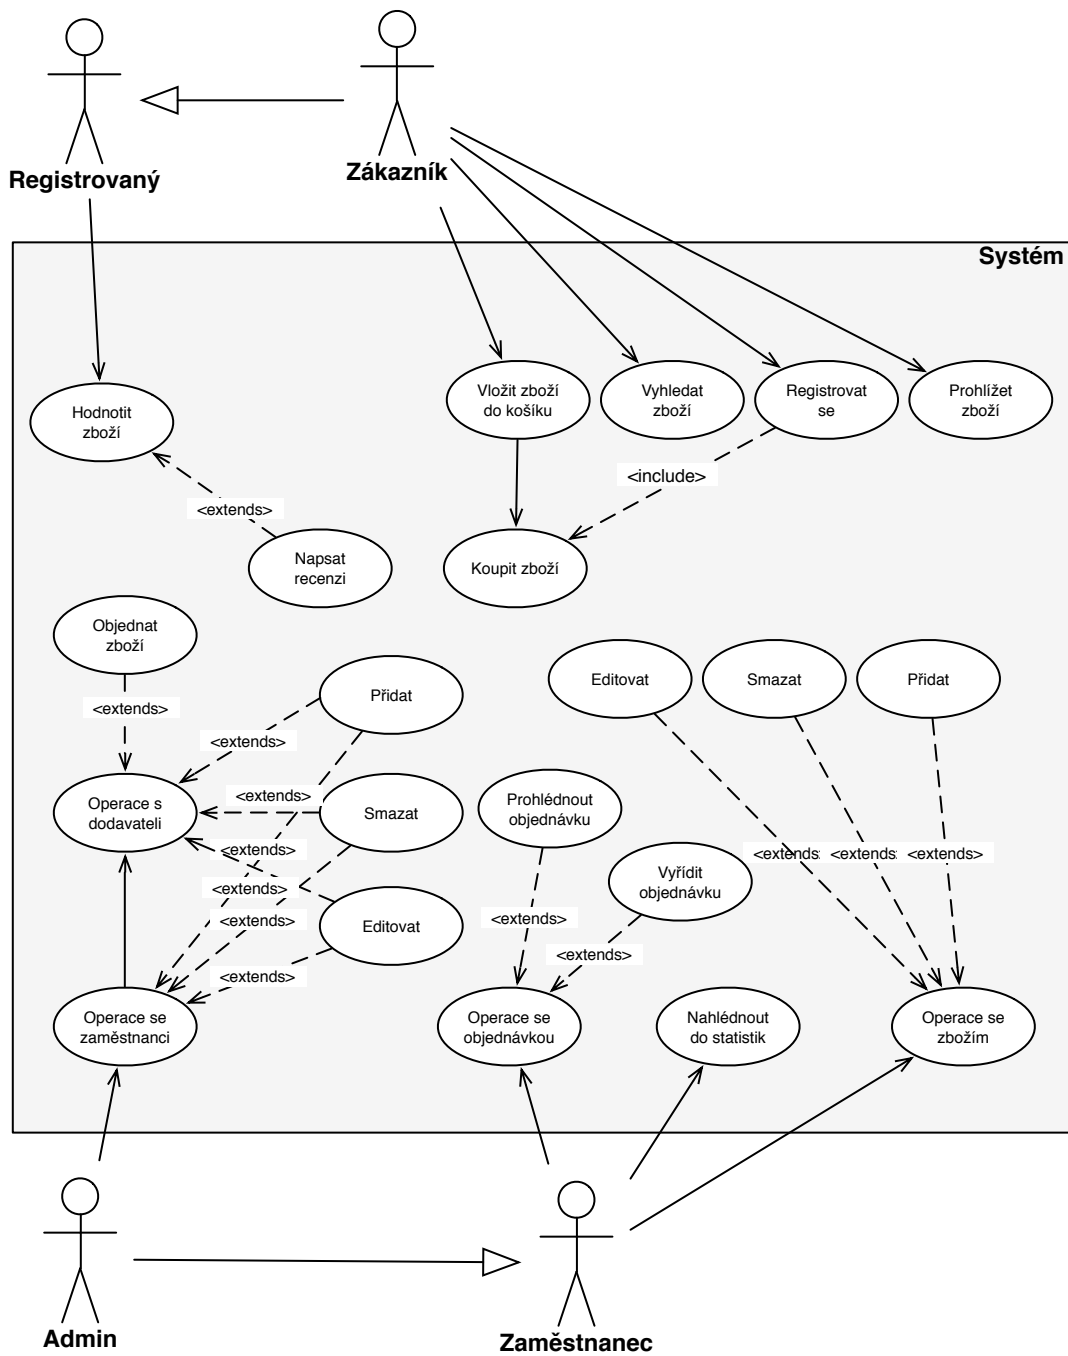 Registrovaný
Zákazník
Systém
Hodnotit
zboží
Vložit zboží
do košíku
Vyhledat
zboží
Registrovat
se
Prohlížet
zboží
<include>
<extends>
Napsat
recenzi
Koupit zboží
Objednat
zboží
<extends>
Přidat
Editovat
Smazat
Přidat
<extends>
Operace s
dodavateli
<extends>
Smazat
Prohlédnout
objednávku
<extends>
<extends>
<extends>
<extends>
<extends>
Vyřídit
objednávku
<extends>
<extends>
Editovat
<extends>
<extends>
<extends>
Operace se
zaměstnanci
Operace se
objednávkou
Nahlédnout
do statistik
Operace se
zbožím
Admin
Zaměstnanec